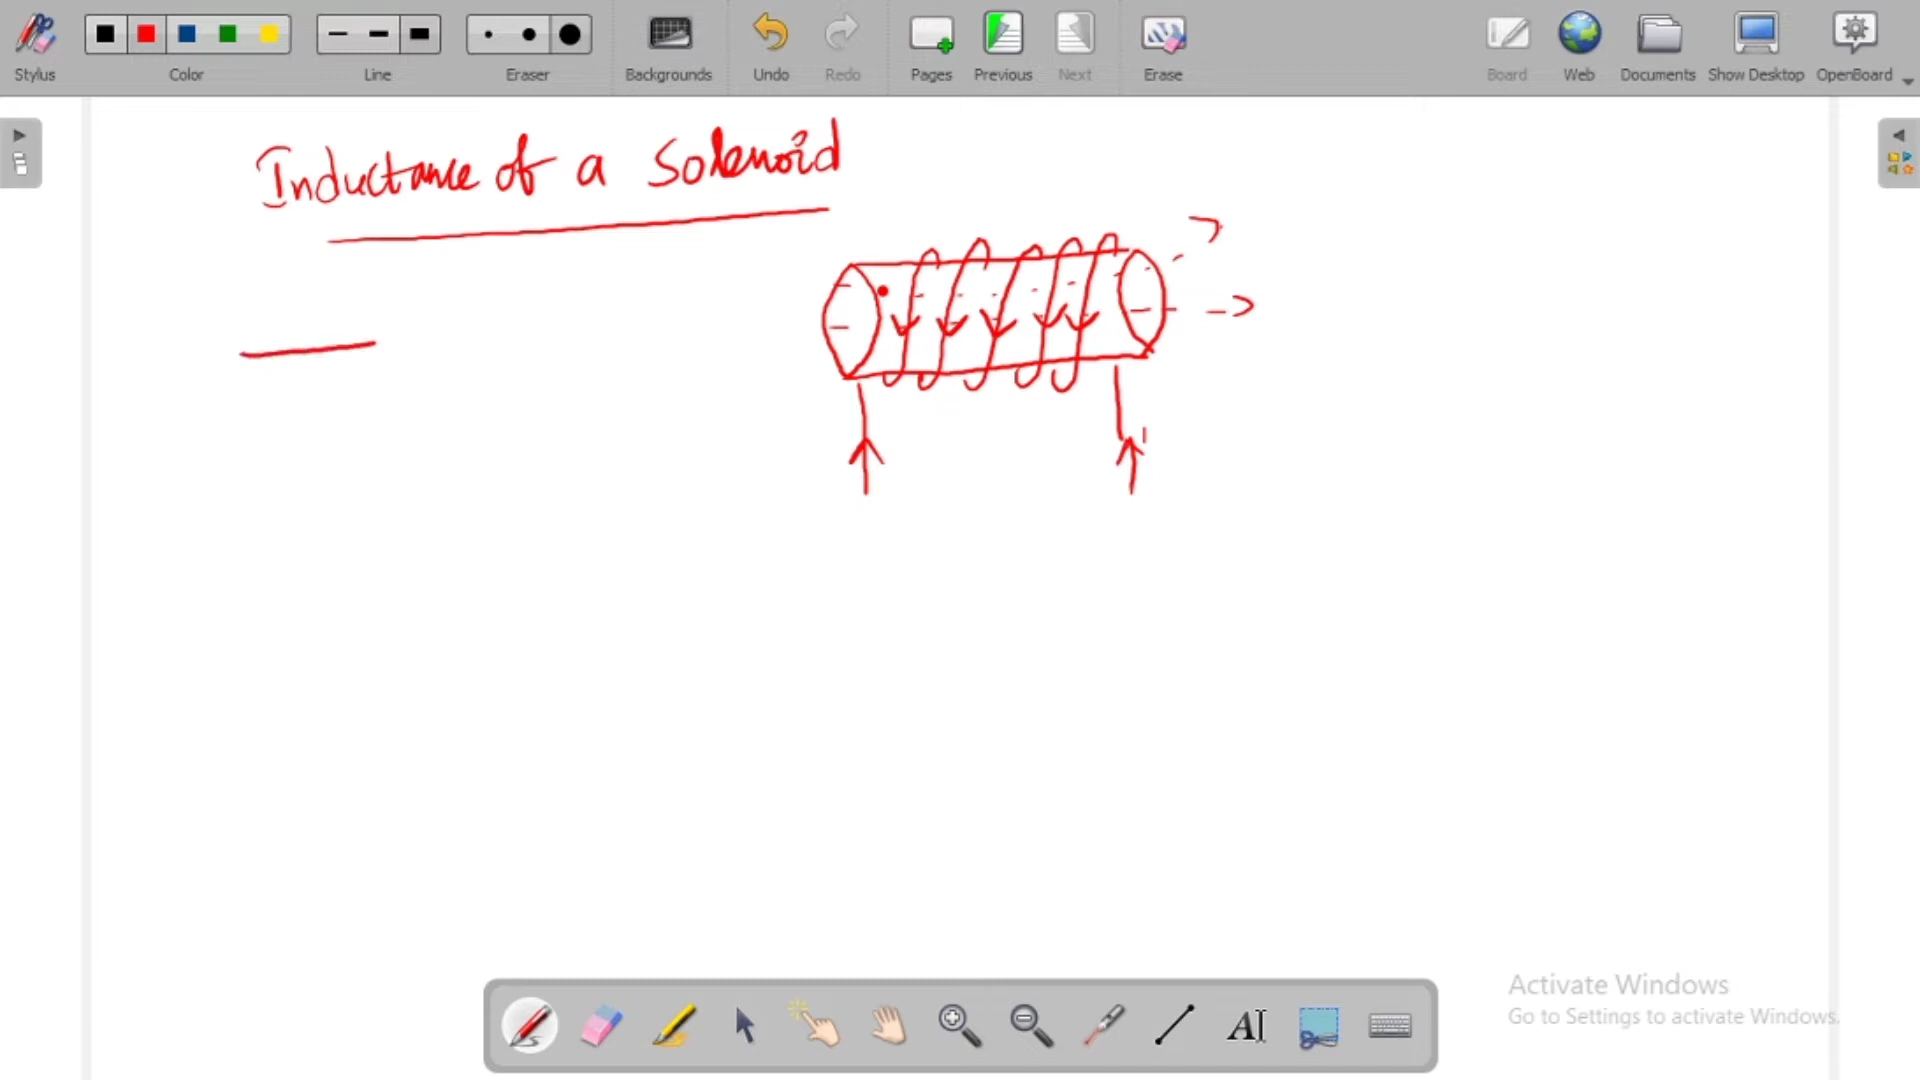 Stylus
Color
Line
Eraser
Backgrounds
Undo
Redo
Pages
Previous
Next
Erase
Board
Web
Documents
Show Desktop
OpenBoard
Inductance of a Solenoid
Activate Windows
Go to Settings to activate Windows.